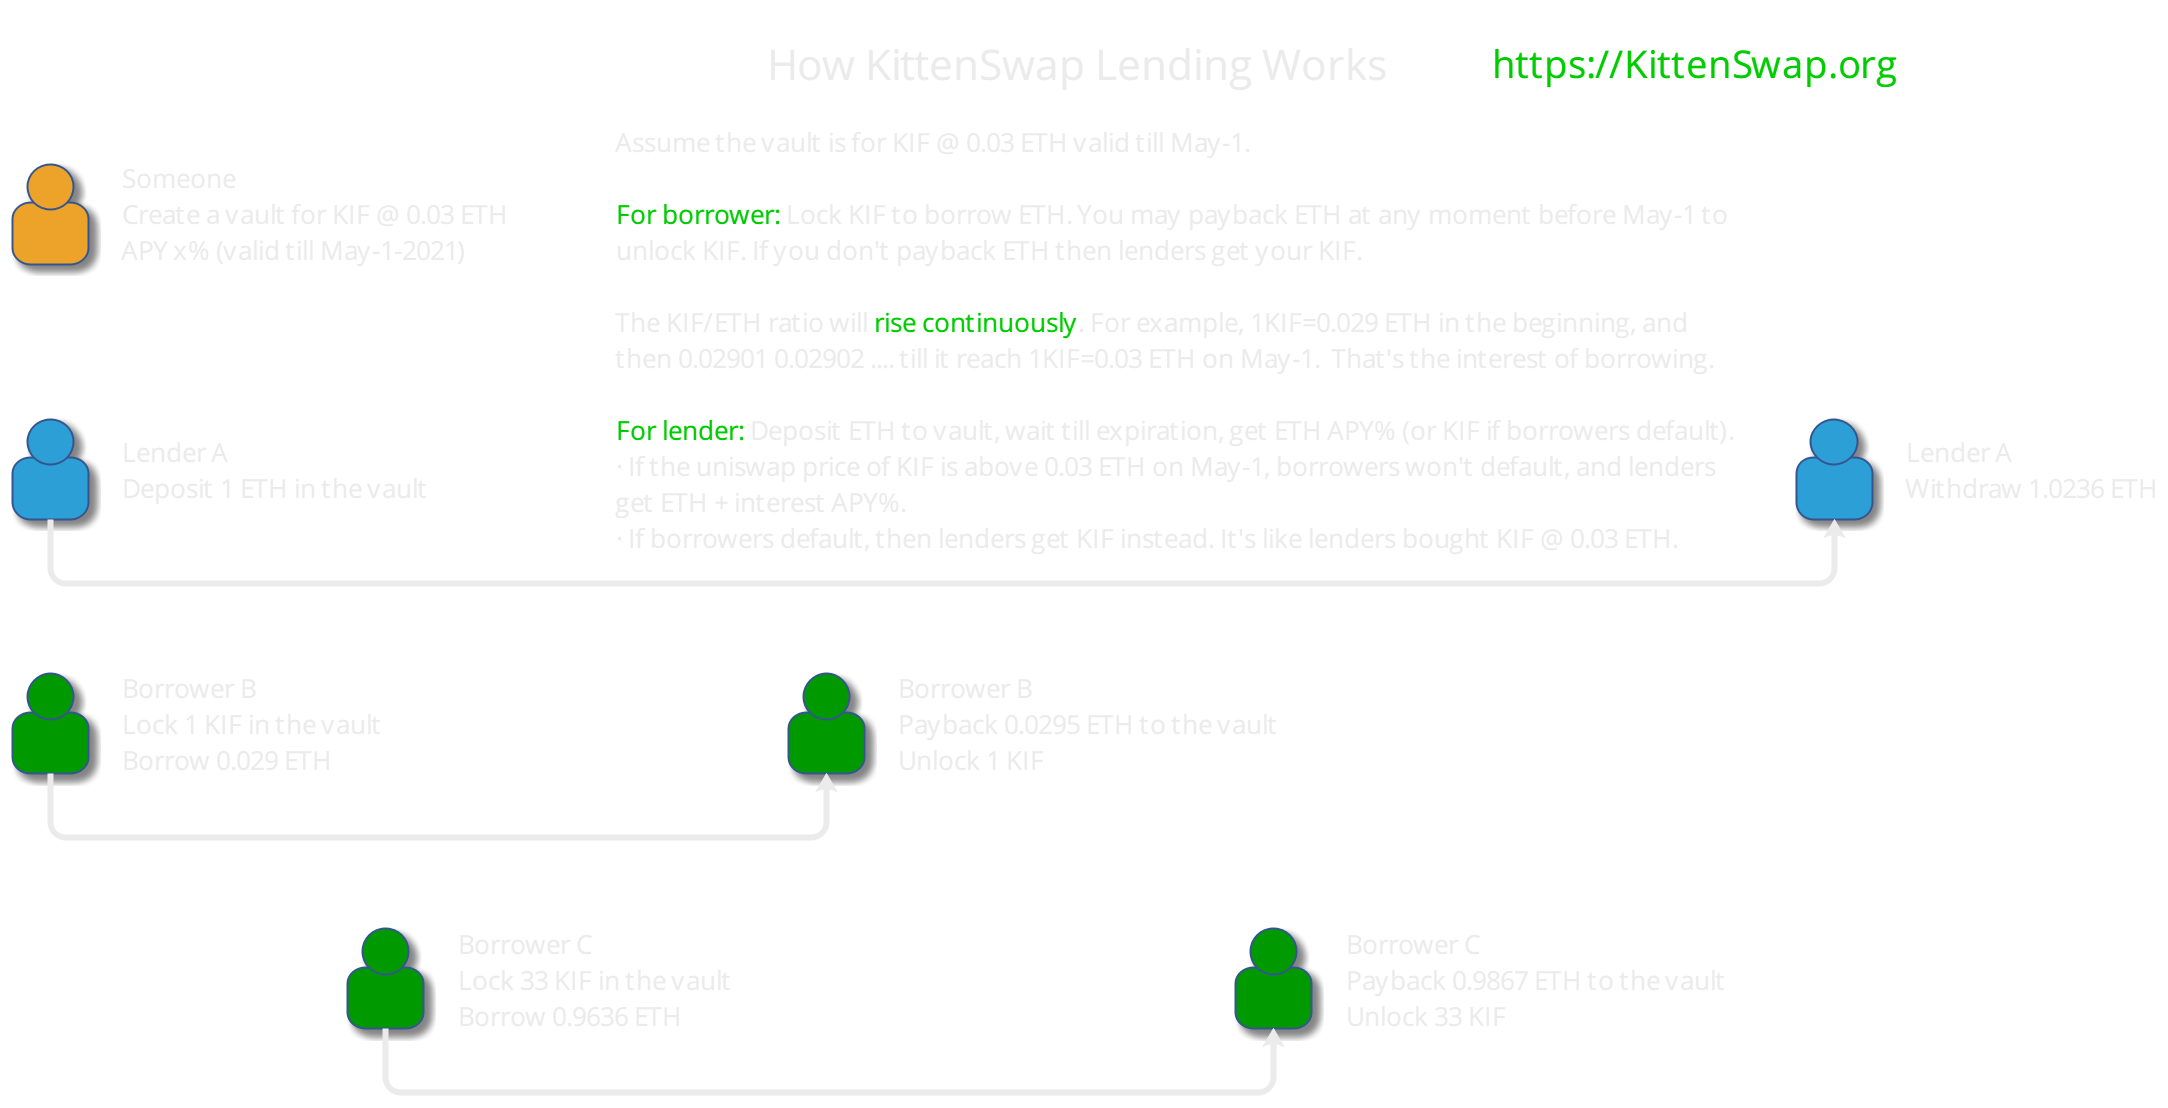 How KittenSwap Lending Works https://KittenSwap.org
Assume the vault is for KIF @ 0.03 ETH valid till May-1.
Someone
Create a vault for KIF @ 0.03 ETH
APY x% (valid till May-1-2021)
For borrower: Lock KIF to borrow ETH. You may payback ETH at any moment before May-1 to
unlock KIF. If you don't payback ETH then lenders get your KIF.
The KIF/ETH ratio will rise continuously. For example, 1KIF=0.029 ETH in the beginning, and
then 0.02901 0.02902 .... till it reach 1KIF=0.03 ETH on May-1. That's the interest of borrowing.
Lender A
Deposit 1 ETH in the vault
For lender: Deposit ETH to vault, wait till expiration, get ETH APY% (or KIF if borrowers default).
· If the uniswap price of KIF is above 0.03 ETH on May-1, borrowers won't default, and lenders
get ETH + interest APY%.
· If borrowers default, then lenders get KIF instead. It's like lenders bought KIF @ 0.03 ETH.
Lender A
Withdraw 1.0236 ETH
Borrower B
Lock 1 KIF in the vault
Borrow 0.029 ETH
Borrower B
Payback 0.0295 ETH to the vault
Unlock 1 KIF
Borrower C
Lock 33 KIF in the vault
Borrow 0.9636 ETH
Borrower C
Payback 0.9867 ETH to the vault
Unlock 33 KIF